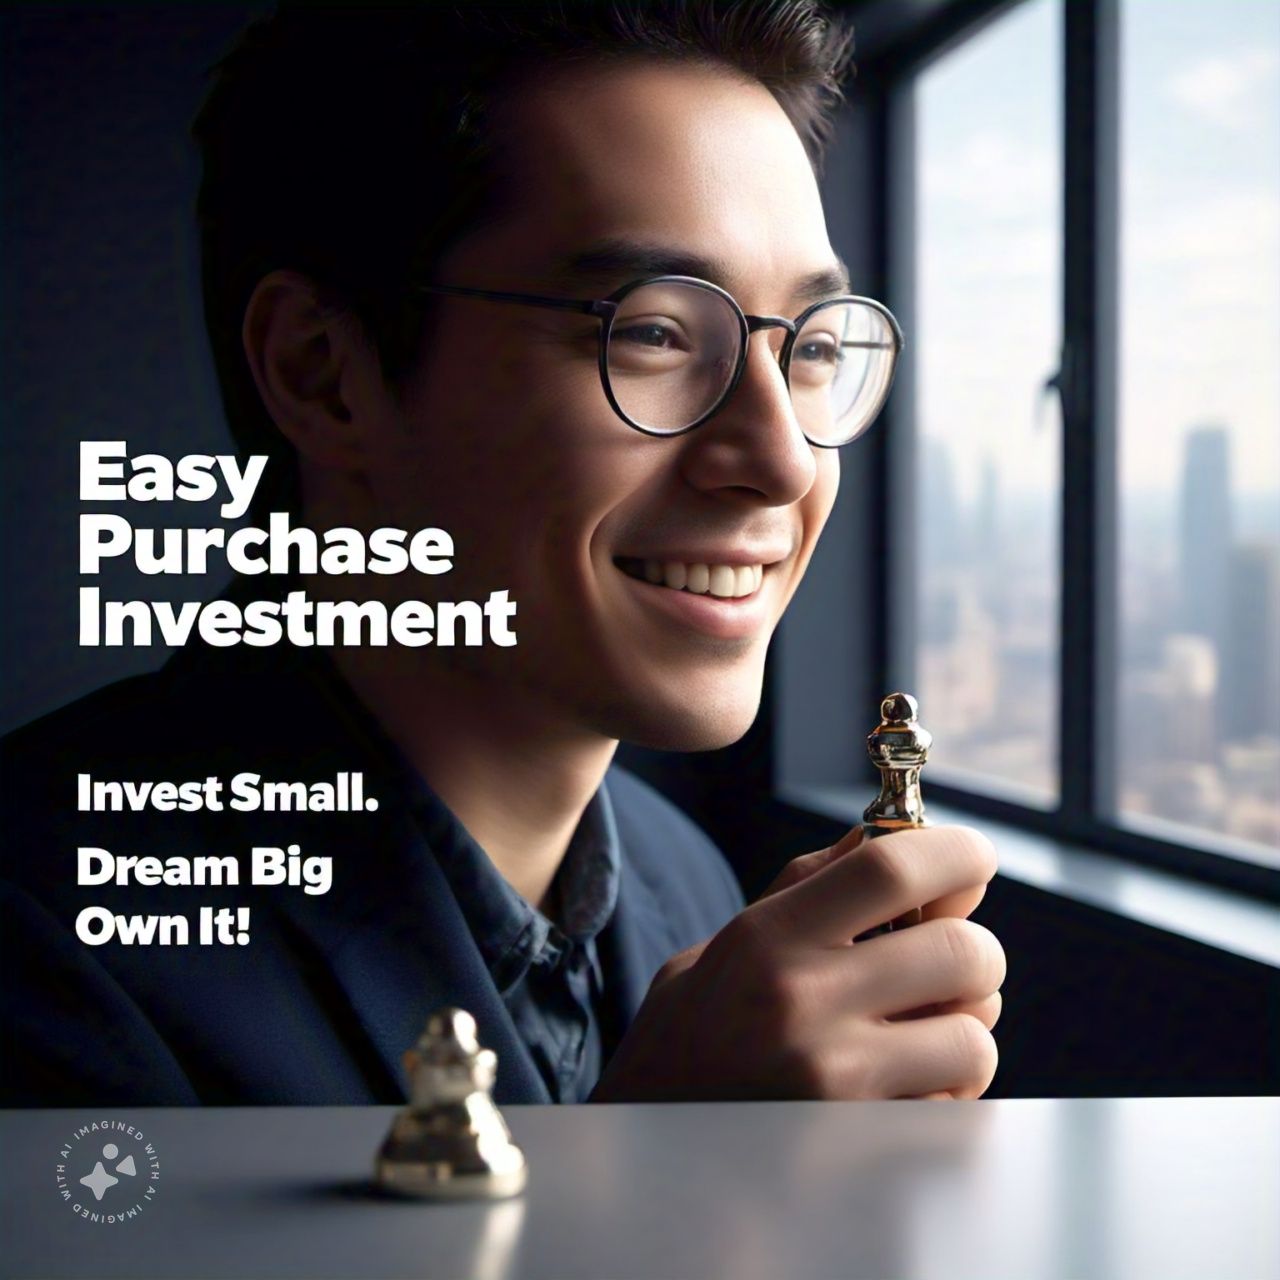 Easy
Purchase
Investment
Invest Small.
Dream Big
Own It!
IMAGINED WITH AI
IMAGINED WITH AI